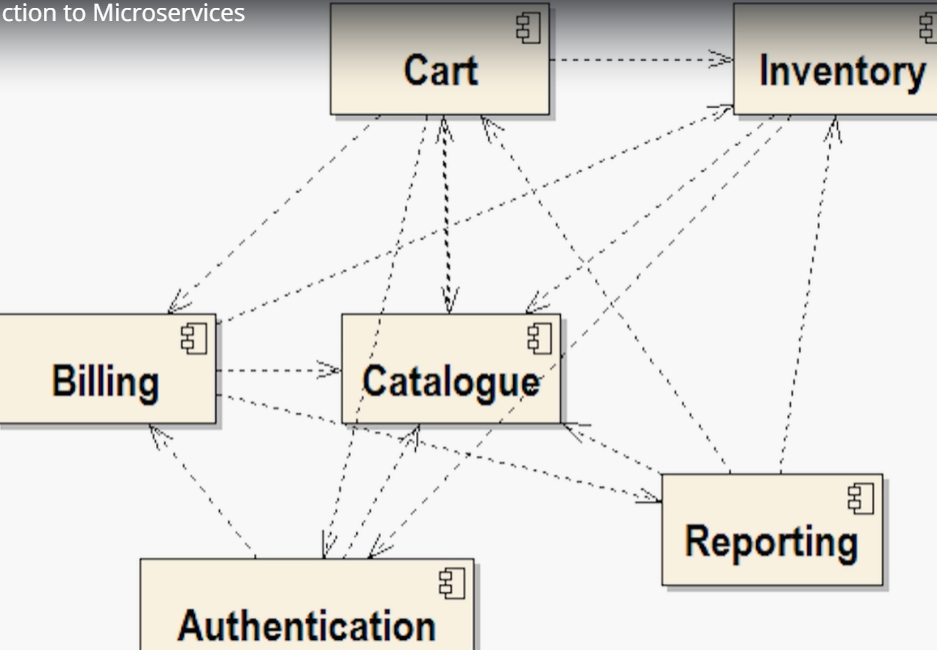 ction to Microservices
Cart
Inventory
Billing
Catalogue
Reporting
Authentication